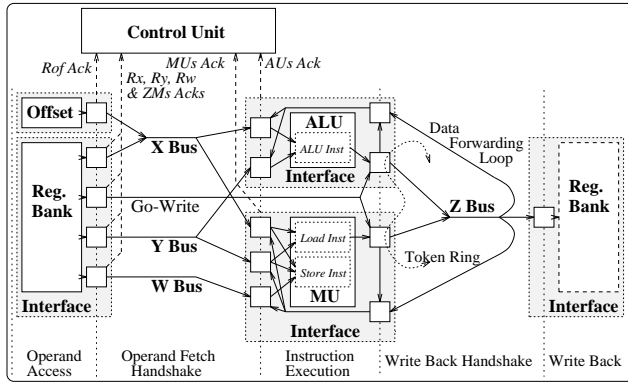 Control Unit
Rof Ack
MUs Ack
AUs Ack
Rx, Ry, Rw
& ZMs Acks
Offset
ALU
ALU Inst
Interface
X Bus
Data
Forwarding
Loop
Reg.
Bank
Go-Write
Z Bus
Reg.
Bank
Y Bus
Load Inst
Store Inst
MU
Token Ring
W Bus
Interface
Interface
Interface
Operand
Access
Operand Fetch
Handshake
Instruction
Execution
Write Back Handshake
Write Back